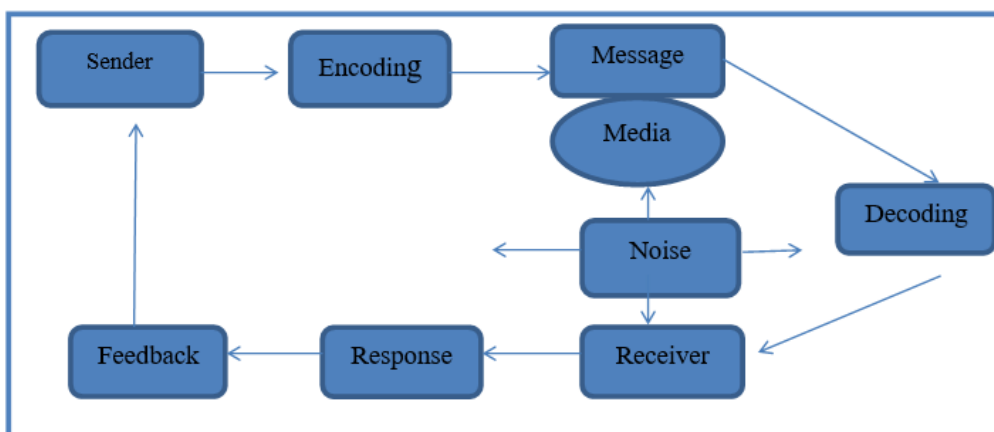 Sender
Encoding
Message
Media
Decoding
Noise
Feedback
Response
Receiver